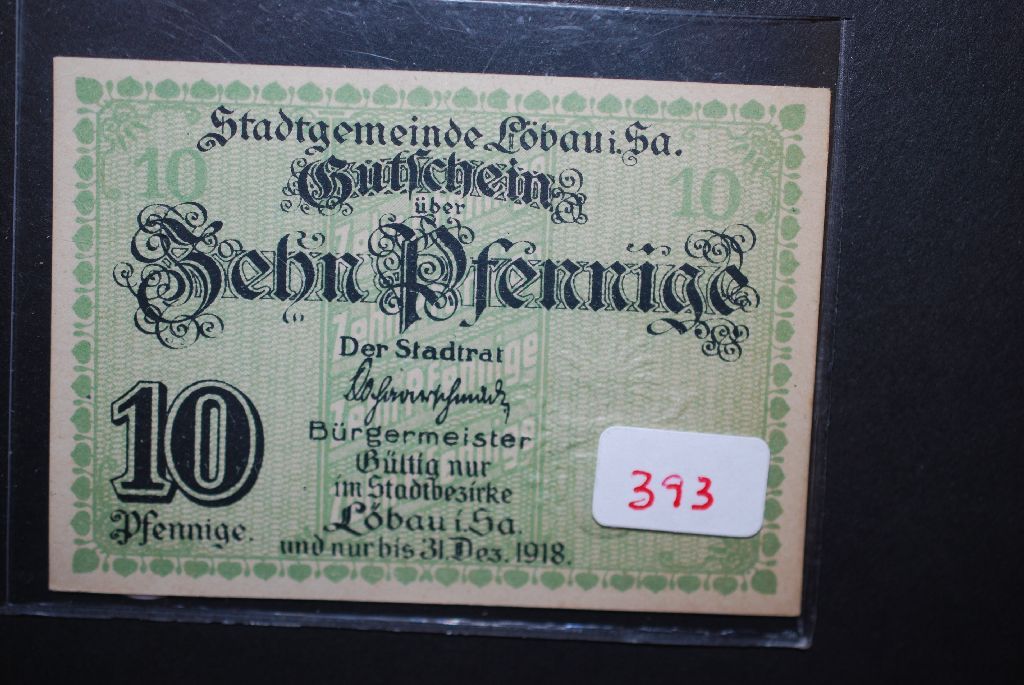 Stadtgemeinde Löbau i. Sa.
10 Gutschein 10
über
Zehn Pfennige
Der Stadtrat
Bürgermeister
10
Pfennige.
Gültig nur
im Stadtbezirke
Löbau i. Sa.
und nur bis 31. Dez. 1918.
393